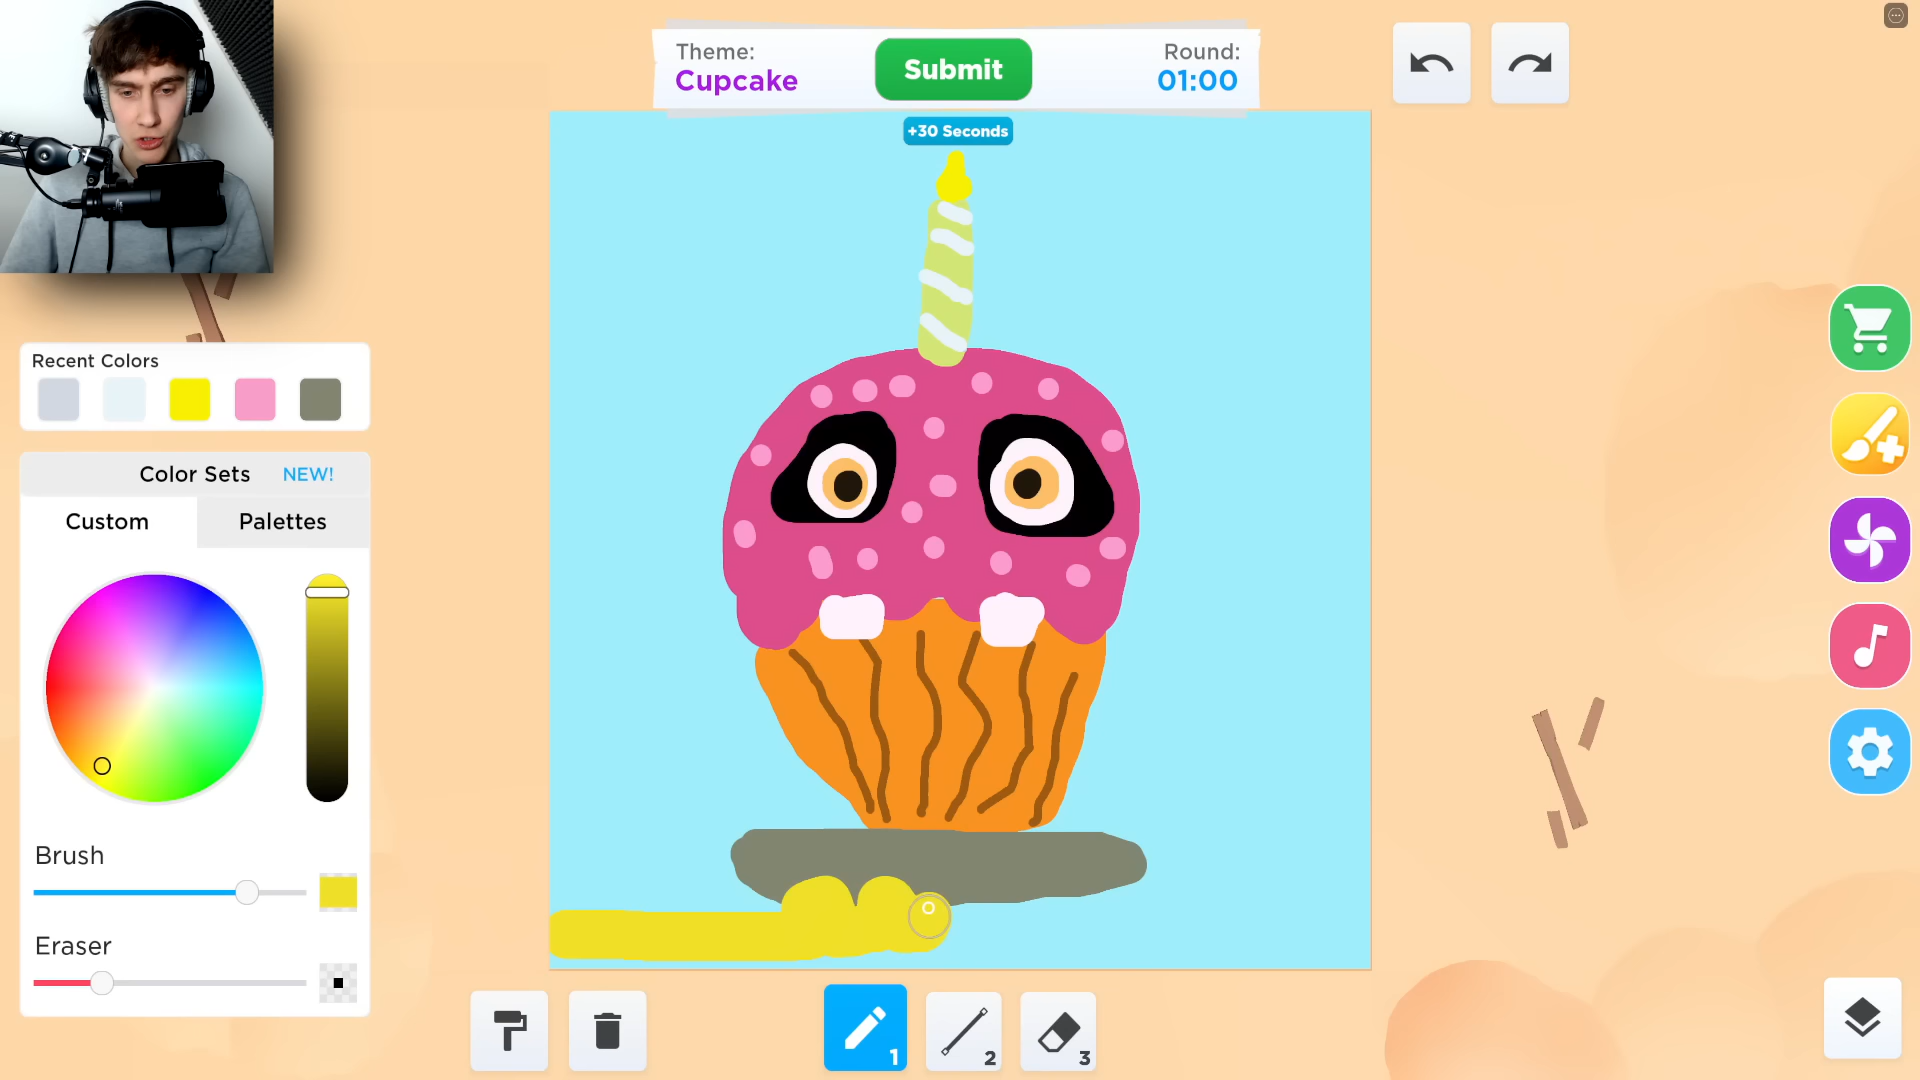 Theme:
Cupcake
Submit
Round:
01:00
+30 Seconds
Recent Colors
Color Sets NEW!
Custom
Palettes
Brush
Eraser
1
2
3